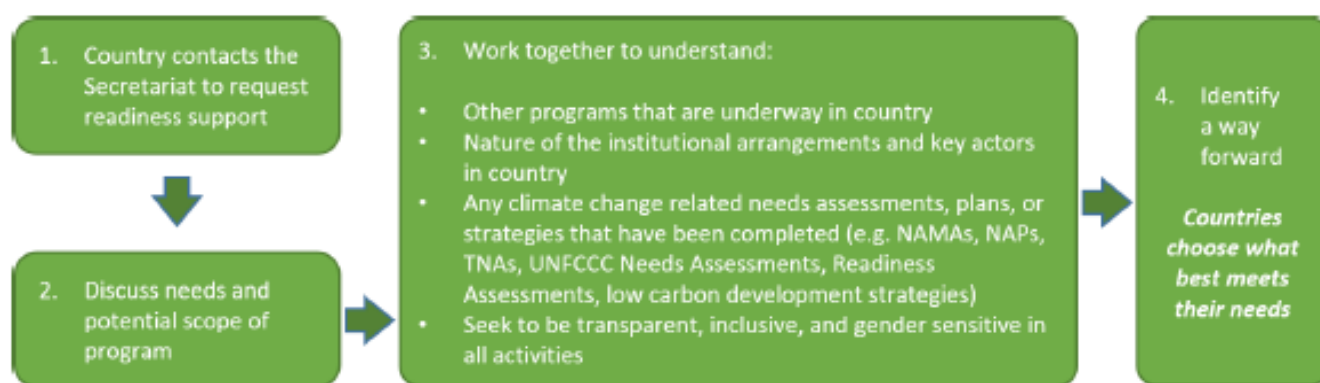 1. Country contacts the
Secretariat to request
readiness support
2. Discuss needs and
potential scope of
program
3. Work together to understand:
• Other programs that are underway in country
• Nature of the institutional arrangements and key actors
in country
• Any climate change related needs assessments, plans, or
strategies that have been completed (e.g. NAMAs, NAPs,
TNAs, UNFCCC Needs Assessments, Readiness
Assessments, low carbon development strategies)
• Seek to be transparent, inclusive, and gender sensitive in
all activities
4. Identify
a way
forward
Countries
choose what
best meets
their needs